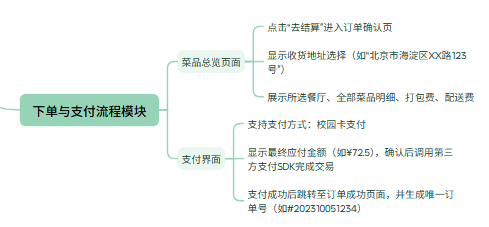 下单与支付流程模块
菜品总览页面
点击“去结算”进入订单确认页
显示收货地址选择（如“北京市海淀区XX路123
号”）
展示所选餐厅、全部菜品明细、打包费、配送费
支付界面
支持支付方式：校园卡支付
显示最终应付金额（如¥72.5），确认后调用第三
方支付SDK完成交易
支付成功后跳转至订单成功页面，并生成唯一订
单号（如#202310051234）